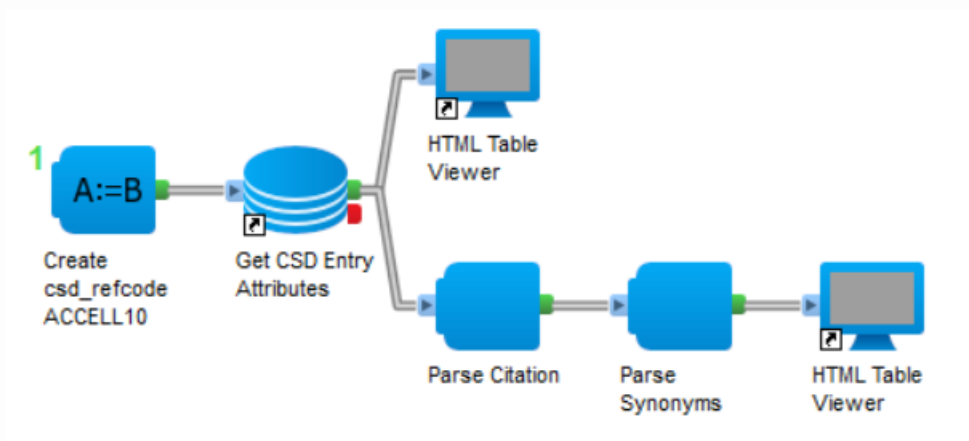 HTML Table
Viewer
1
A:=B
Create
csd_refcode
ACCELL10
Get CSD Entry
Attributes
Parse Citation
Parse
Synonyms
HTML Table
Viewer